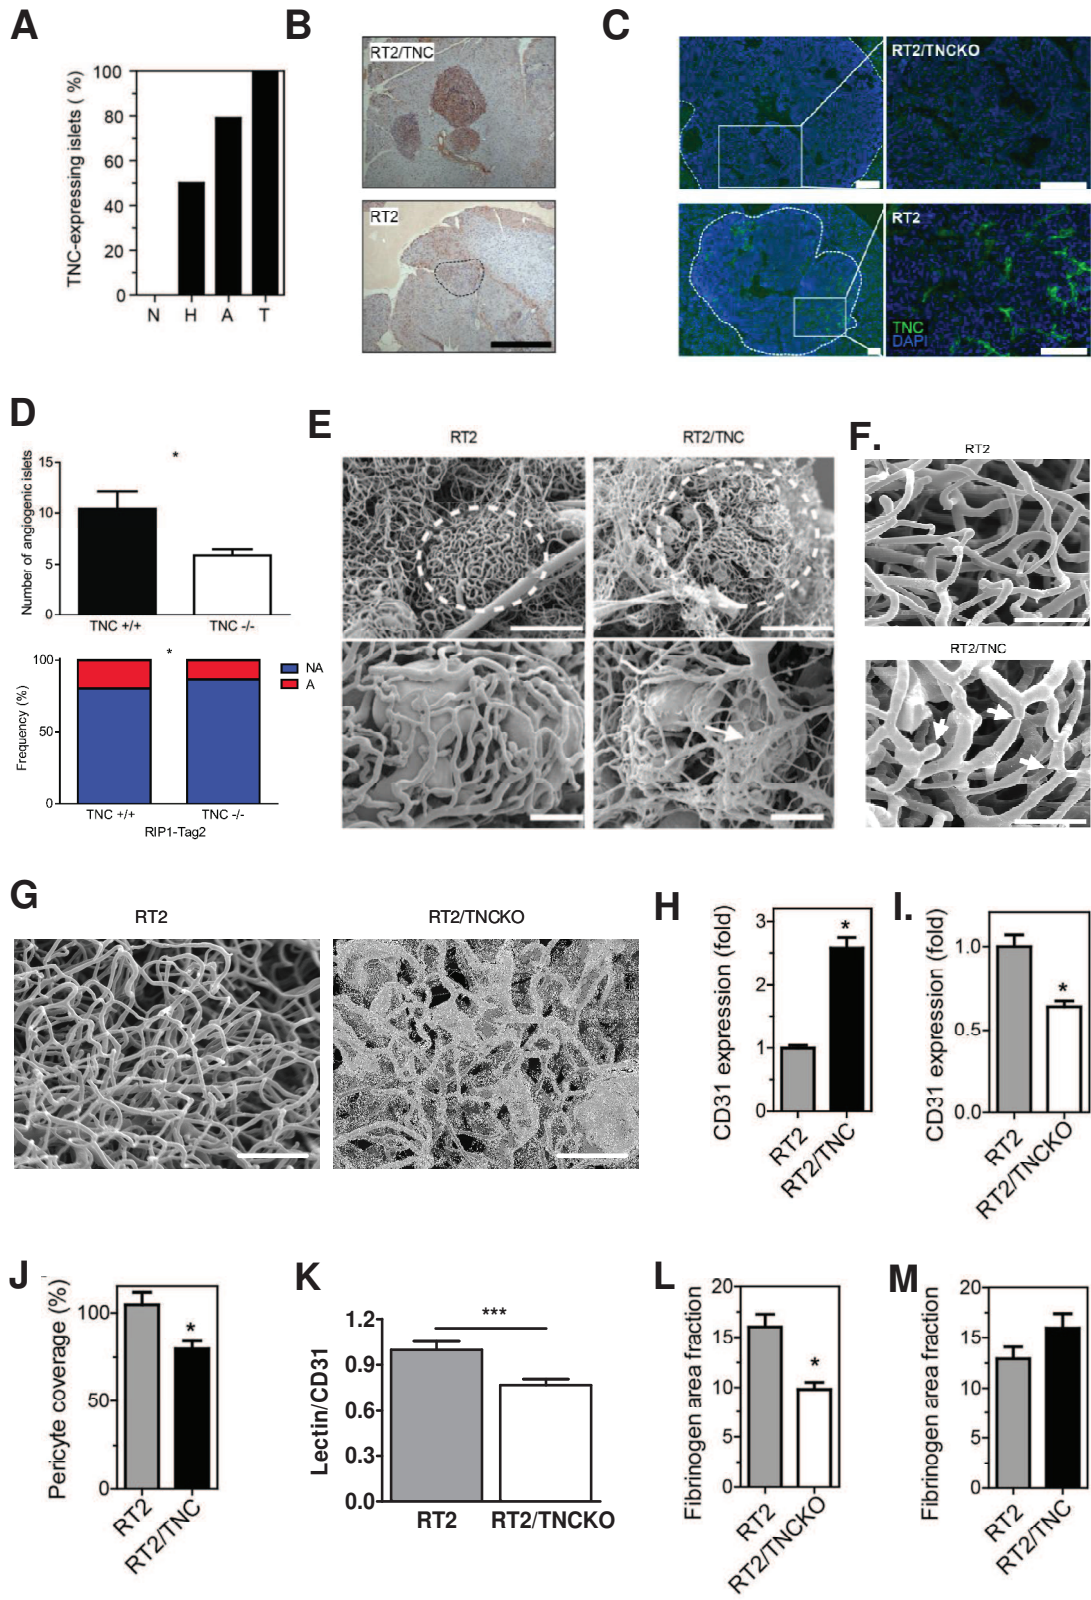 A
TNC-expressing islets ( %)
100
80
60
40
20
0
N H A T
B
RT2/TNC
RT2
C
RT2/TNCKO
RT2
TNC
DAPI
D
Number of angiogenic islets
15
10
5
0
*
TNC +/+ TNC -/-
Frequency (%)
100
50
0
*
NA
A
TNC +/+ TNC -/-
RIP1-Tag2
E
RT2 RT2/TNC
F.
RT2
RT2/TNC
G
RT2 RT2/TNCKO
H
CD31 expression (fold)
3
2
1
0
*
RT2
RT2/TNC
I.
CD31 expression (fold)
1.0
0.5
0.0
*
RT2
RT2/TNCKO
J
Pericyte coverage (%)
100
50
0
*
RT2
RT2/TNC
K
Lectin/CD31
1.2
0.9
0.6
0.3
0.0
***
RT2 RT2/TNCKO
L
Fibrinogen area fraction
20
15
10
5
0
*
RT2
RT2/TNCKO
M
Fibrinogen area fraction
20
15
10
5
0
RT2
RT2/TNC